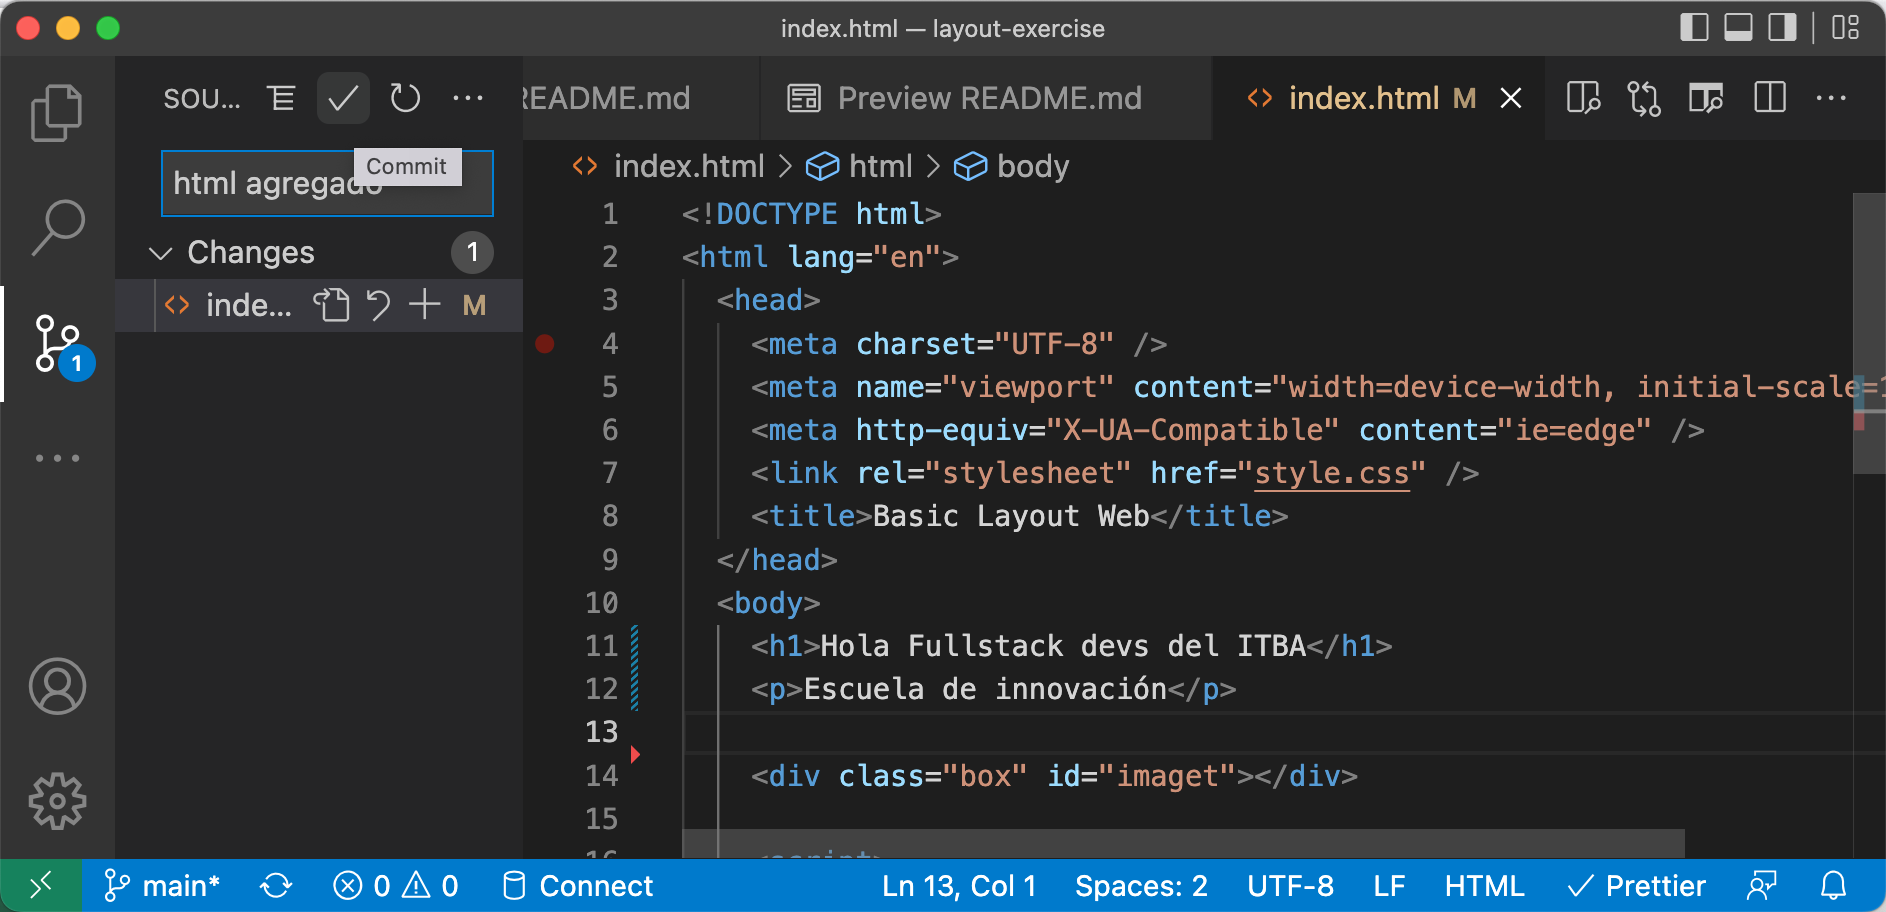 index.html — layout-exercise
SOU...
README.md
Preview README.md
index.html M
html agregado
Commit
index.html
html
body
Changes
1
inde...
M
1
1 <!DOCTYPE html>
2 <html lang="en">
3 <head>
4 <meta charset="UTF-8" />
5 <meta name="viewport" content="width=device-width, initial-scale=1
6 <meta http-equiv="X-UA-Compatible" content="ie=edge" />
7 <link rel="stylesheet" href="style.css" />
8 <title>Basic Layout Web</title>
9 </head>
10 <body>
11 <h1>Hola Fullstack devs del ITBA</h1>
12 <p>Escuela de innovación</p>
13
14 <div class="box" id="imaget"></div>
15
16 <script>
main*
0
0
Connect
Ln 13, Col 1
Spaces: 2
UTF-8
LF
HTML
Prettier